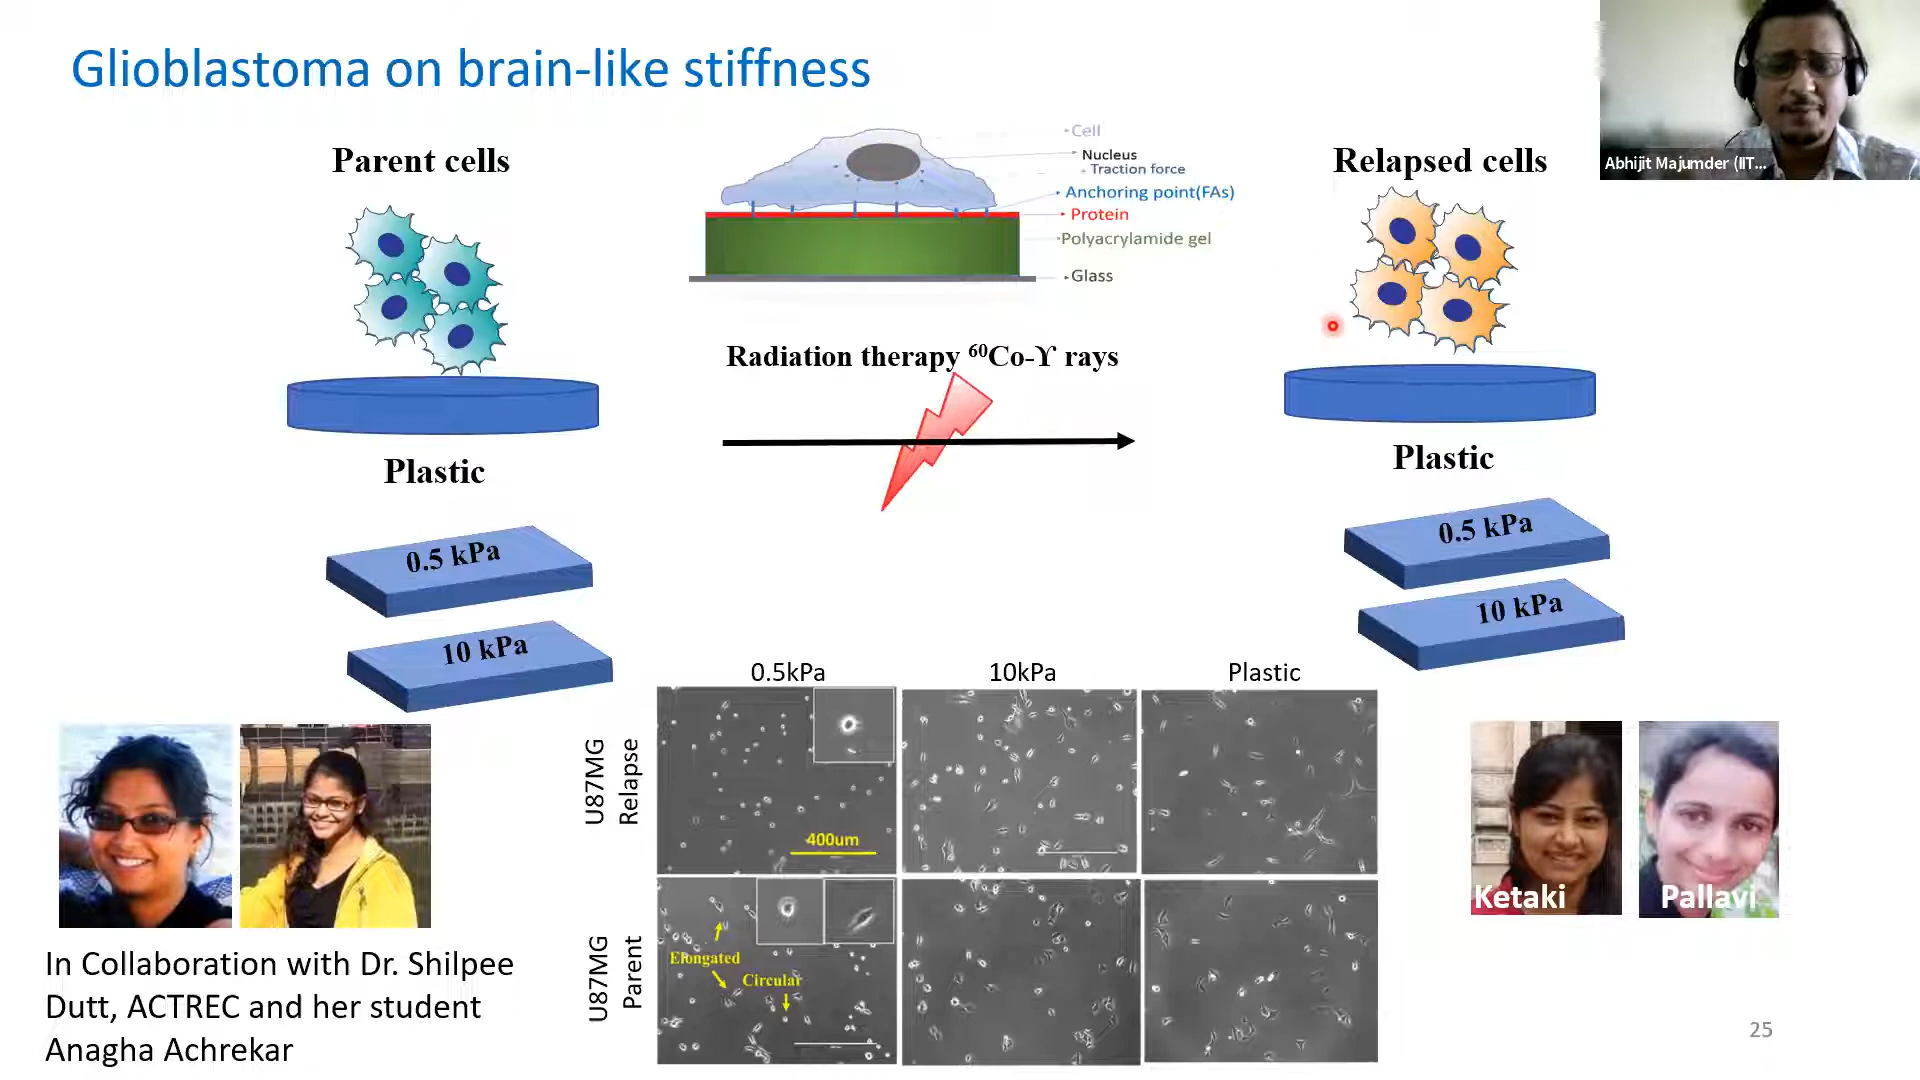 Glioblastoma on brain-like stiffness
Abhijit Majumder (IIT...
Parent cells
Cell
Nucleus
Traction force
Anchoring point(FAs)
Protein
Polyacrylamide gel
Glass
Relapsed cells
Radiation therapy ⁶⁰Co-ϒ rays
Plastic
0.5 kPa
10 kPa
Plastic
0.5 kPa
10 kPa
0.5kPa
10kPa
Plastic
U87MG
Relapse
400um
U87MG
Parent
Elongated
Circular
Ketaki
Pallavi
In Collaboration with Dr. Shilpee
Dutt, ACTREC and her student
Anagha Achrekar
25